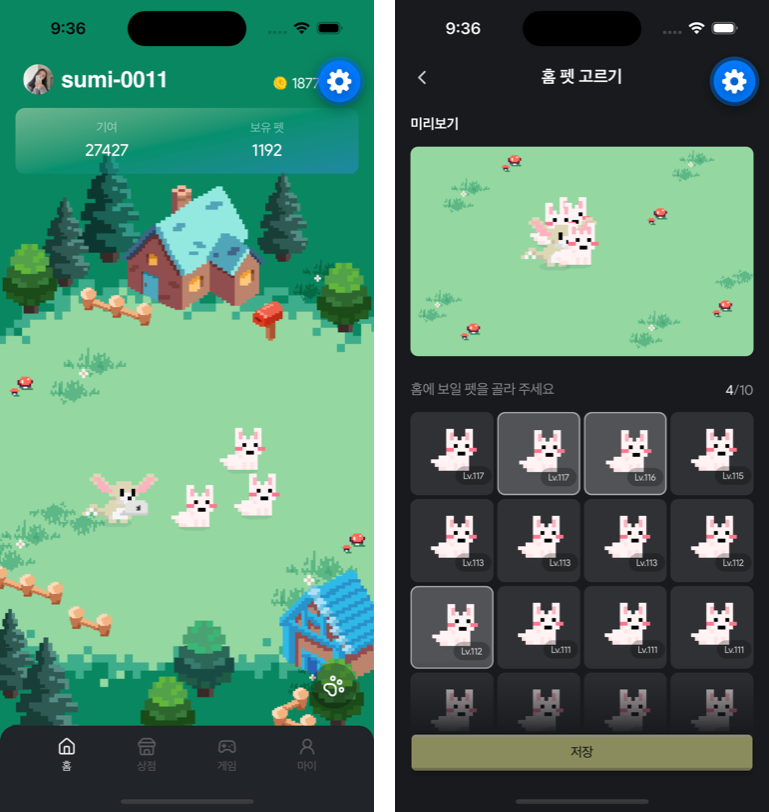 9:36
sumi-0011
1877
기여
보유 펫
27427
1192
홈
상점
게임
마이
9:36
홈 펫 고르기
미리보기
홈에 보일 펫을 골라 주세요
4/10
Lv.117
Lv.117
Lv.116
Lv.115
Lv.113
Lv.113
Lv.113
Lv.112
Lv.112
Lv.111
Lv.111
Lv.111
저장